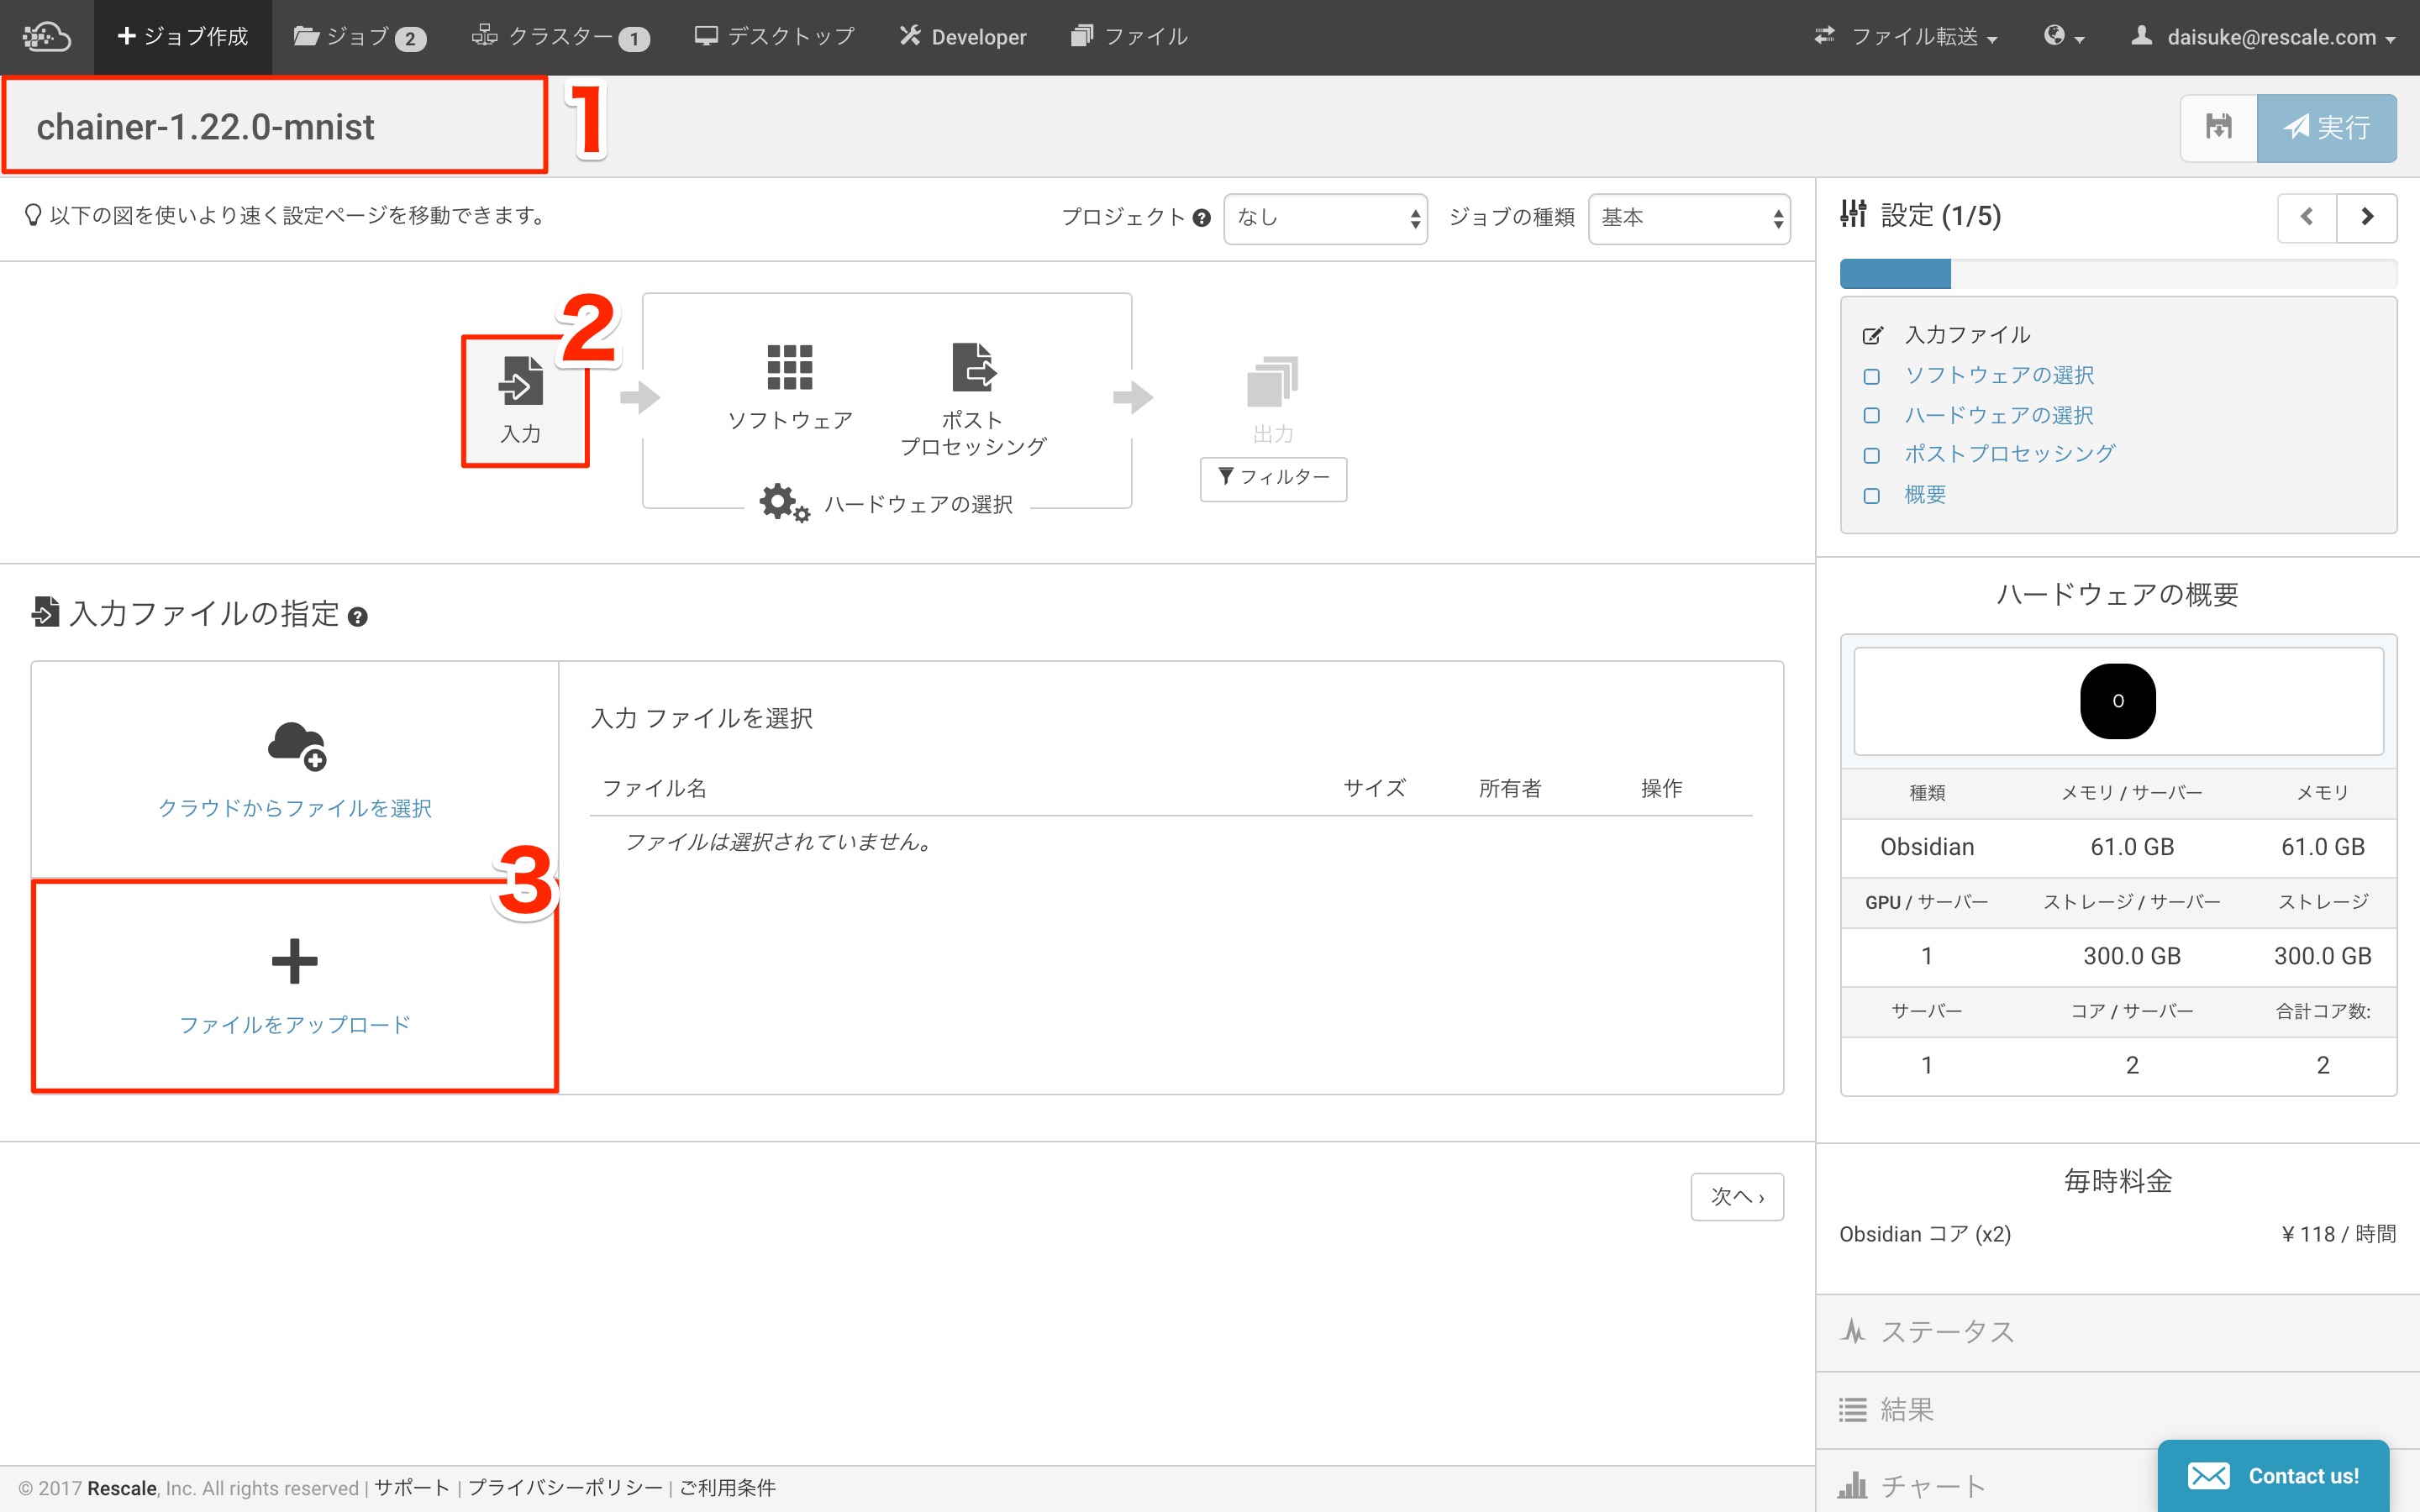 ジョブ作成 ジョブ 2 クラスター 1 デスクトップ Developer ファイル ファイル転送 daisuke@rescale.com
chainer-1.22.0-mnist 1 実行
以下の図を使いより速く設定ページを移動できます。 プロジェクト なし ジョブの種類 基本
2
入力
ソフトウェア
ポスト
プロセッシング
ハードウェアの選択
出力
フィルター
入力ファイルの指定
クラウドからファイルを選択
3
ファイルをアップロード
入力 ファイルを選択
ファイル名 サイズ 所有者 操作
ファイルは選択されていません。
次へ ›
設定 (1/5)
入力ファイル
ソフトウェアの選択
ハードウェアの選択
ポストプロセッシング
概要
ハードウェアの概要
0
種類 メモリ / サーバー メモリ
Obsidian 61.0 GB 61.0 GB
GPU / サーバー ストレージ / サーバー ストレージ
1 300.0 GB 300.0 GB
サーバー コア / サーバー 合計コア数:
1 2 2
毎時料金
Obsidian コア (x2) ¥ 118 / 時間
ステータス
結果
チャート
Contact us!
© 2017 Rescale, Inc. All rights reserved | サポート | プライバシーポリシー | ご利用条件